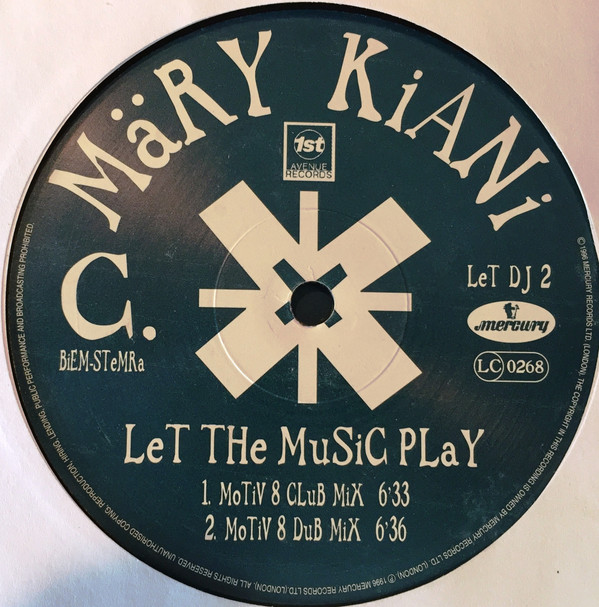 MäRY KiANi
1st
AVENUE
RECORDS
C.
BiEM-STeMRa
LeT DJ 2
mercury
LC 0268
LeT THe MuSiC PLaY
1. MoTiV 8 CLuB MiX 6'33
2. MoTiV 8 DuB MiX 6'36
© 1996 MERCURY RECORDS LTD. (LONDON). THE COPYRIGHT IN THIS RECORDING IS OWNED BY MERCURY RECORDS LTD. (LONDON). ℗ 1996 MERCURY RECORDS LTD. (LONDON). ALL RIGHTS RESERVED. UNAUTHORISED COPYING, REPRODUCTION, HIRING, LENDING, PUBLIC PERFORMANCE AND BROADCASTING PROHIBITED.